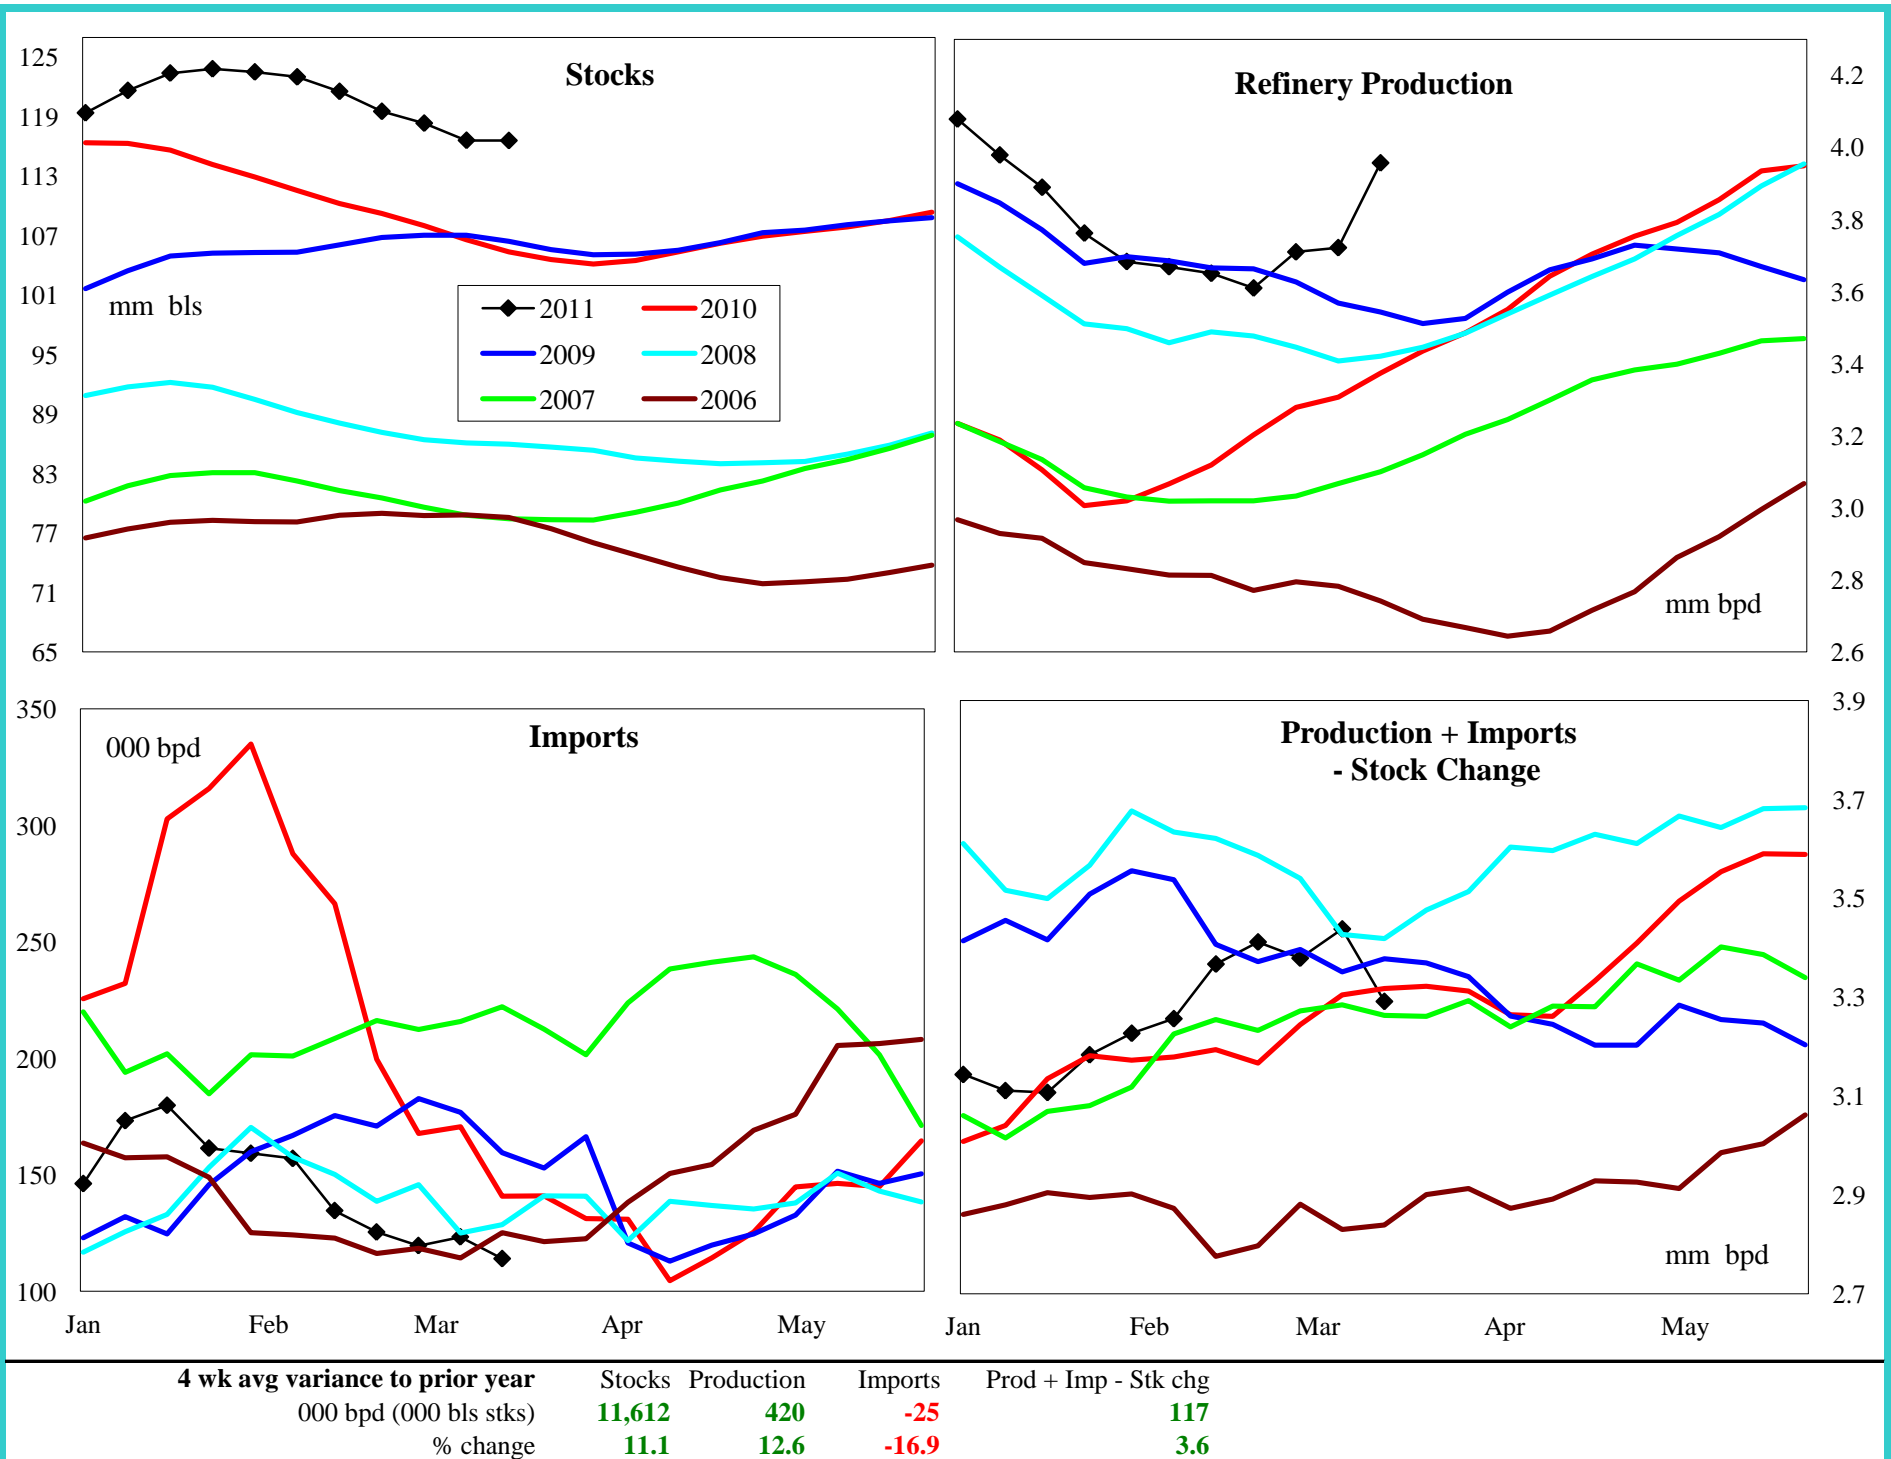 Stocks
125
119
113
107
101
95
89
83
77
71
65
mm bls
2011
2010
2009
2008
2007
2006
Refinery Production
4.2
4.0
3.8
3.6
3.4
3.2
3.0
2.8
2.6
mm bpd
Imports
350
300
250
200
150
100
000 bpd
Jan Feb Mar Apr May
Production + Imports
- Stock Change
3.9
3.7
3.5
3.3
3.1
2.9
2.7
mm bpd
Jan Feb Mar Apr May
4 wk avg variance to prior year Stocks Production Imports Prod + Imp - Stk chg
000 bpd (000 bls stks) 11,612 420 -25 117
% change 11.1 12.6 -16.9 3.6